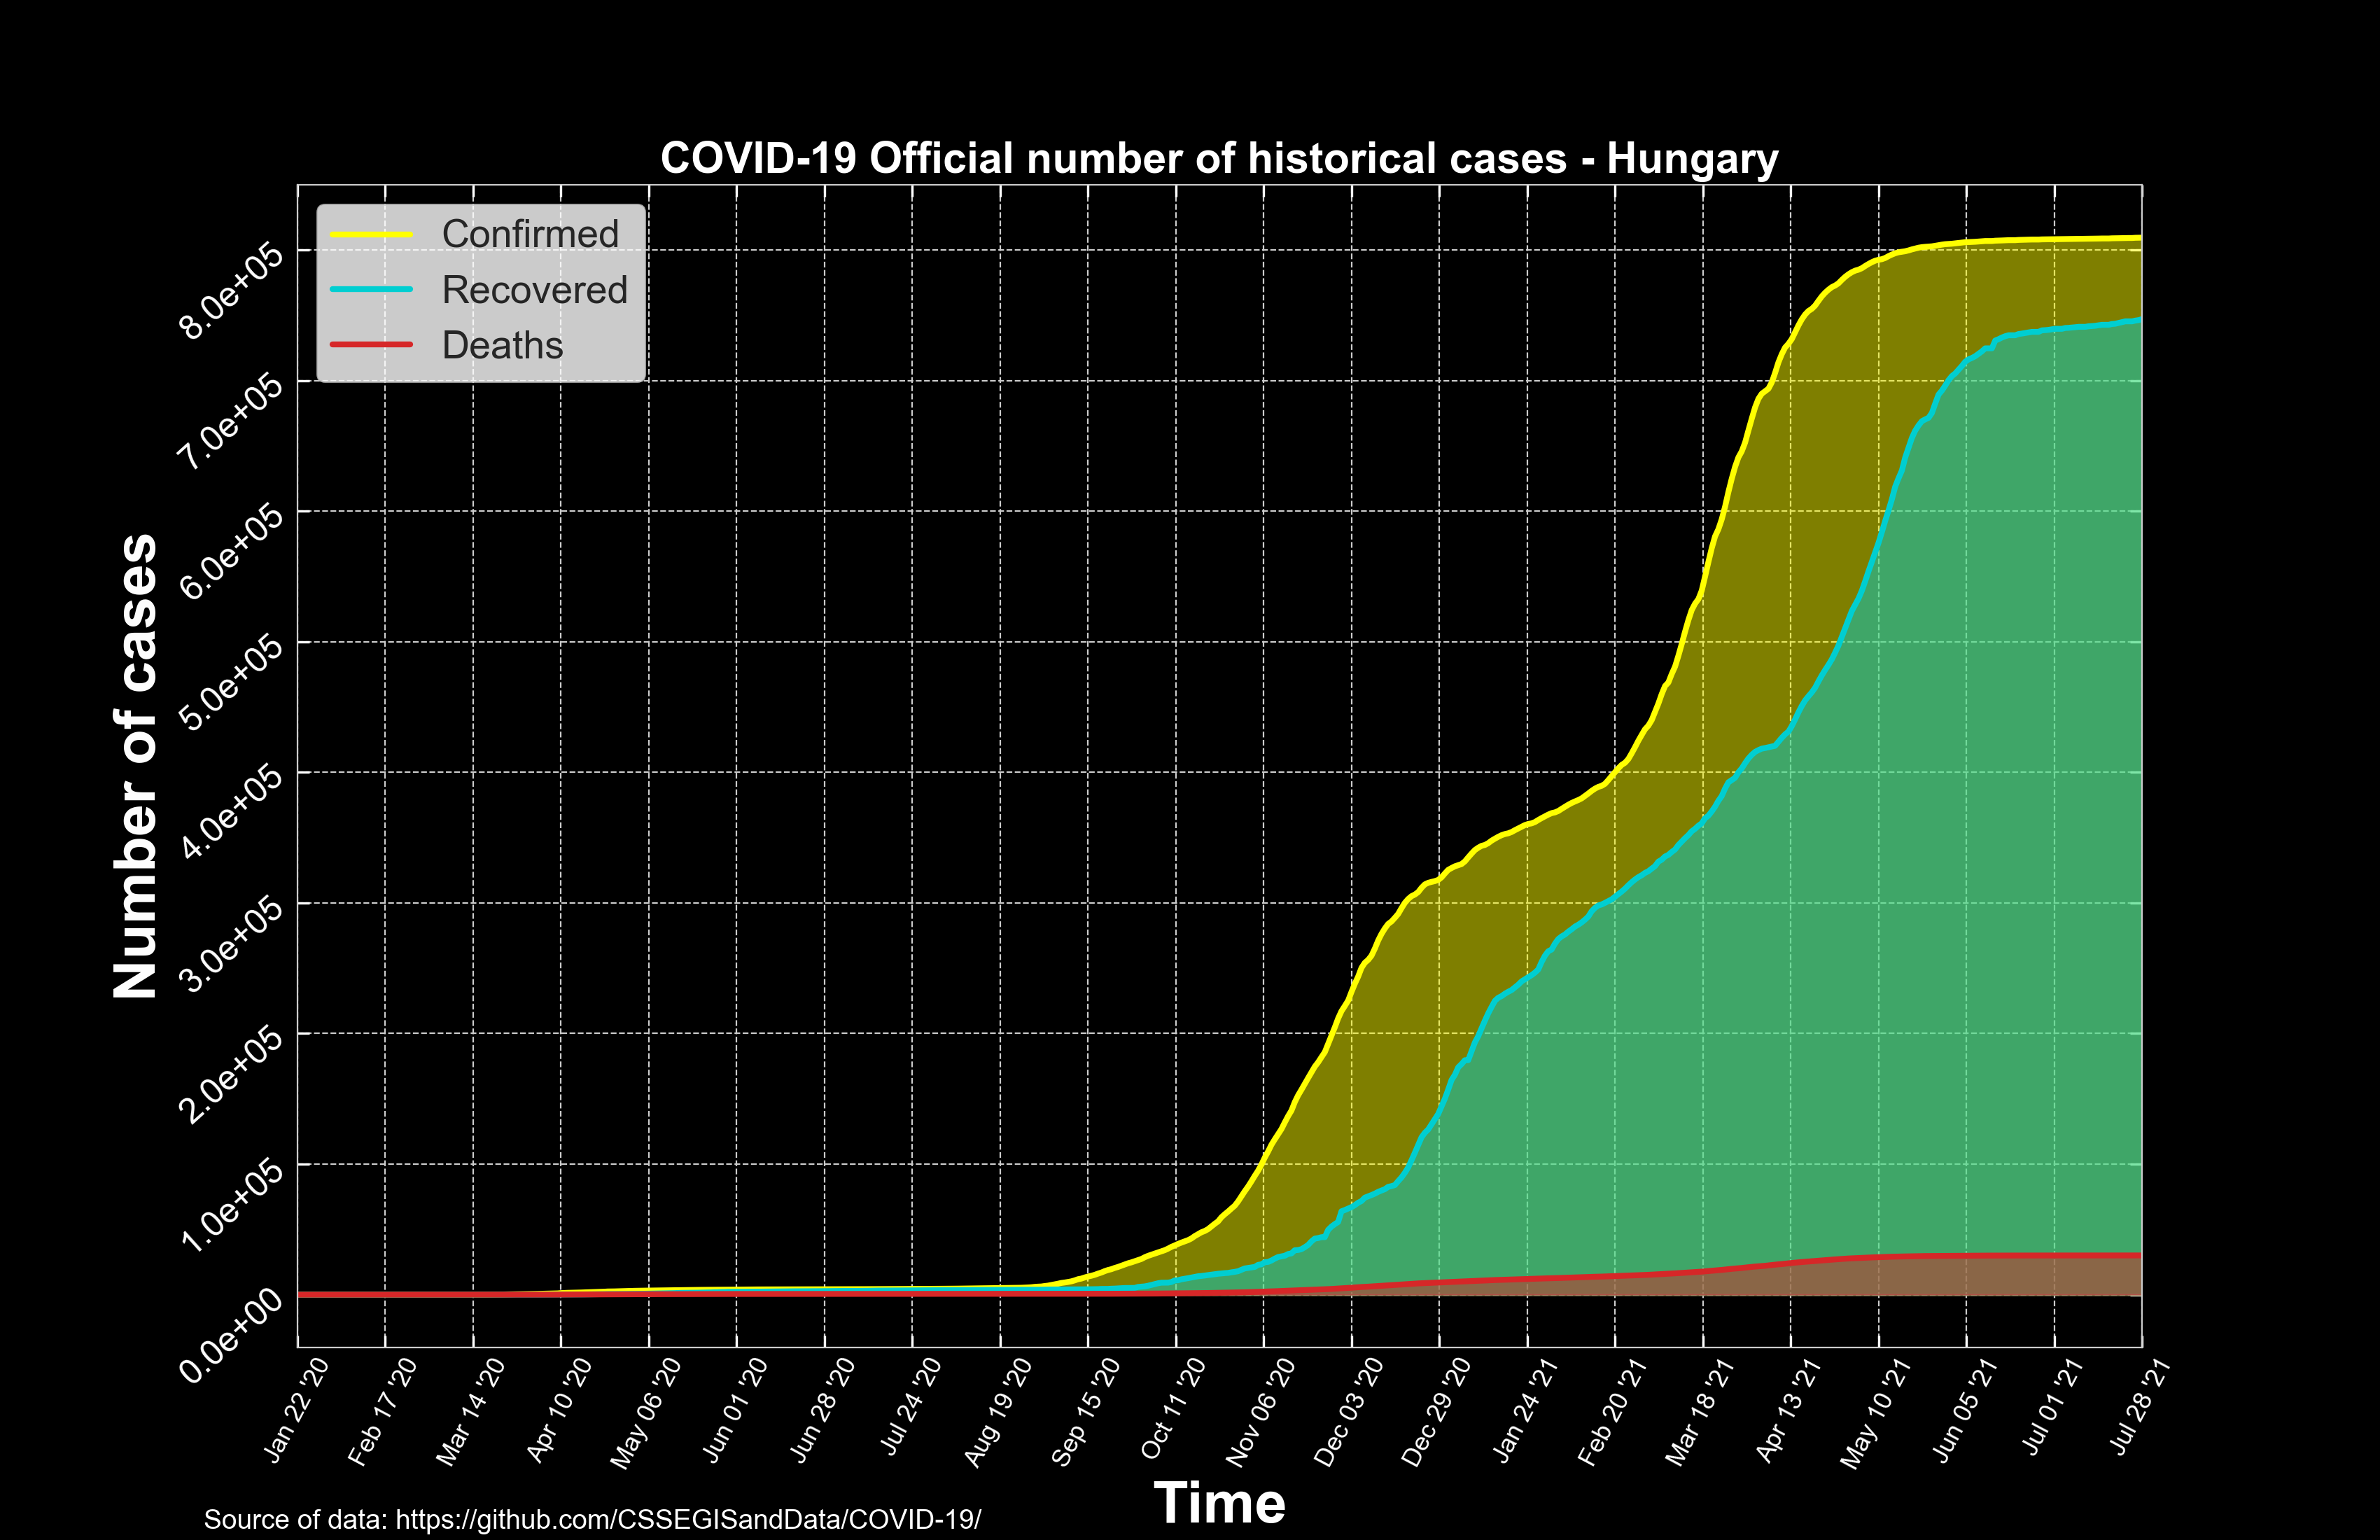 COVID-19 Official number of historical cases - Hungary
Confirmed
Recovered
Deaths
Number of cases
8.0e+05
7.0e+05
6.0e+05
5.0e+05
4.0e+05
3.0e+05
2.0e+05
1.0e+05
0.0e+00
Jan 22 '20
Feb 17 '20
Mar 14 '20
Apr 10 '20
May 06 '20
Jun 01 '20
Jun 28 '20
Jul 24 '20
Aug 19 '20
Sep 15 '20
Oct 11 '20
Nov 06 '20
Dec 03 '20
Dec 29 '20
Jan 24 '21
Feb 20 '21
Mar 18 '21
Apr 13 '21
May 10 '21
Jun 05 '21
Jul 01 '21
Jul 28 '21
Time
Source of data: https://github.com/CSSEGISandData/COVID-19/